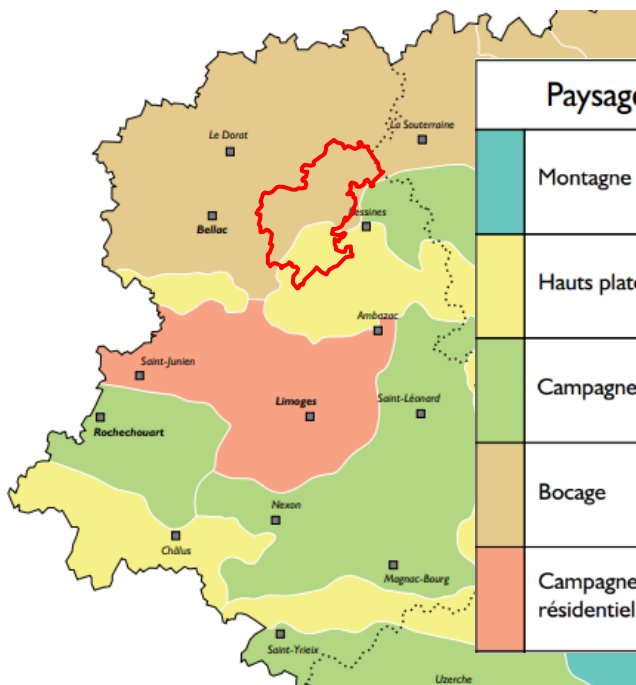 Paysage
La Souterraine
Le Dorat
Montagne
Bessines
Bellac
Hauts plate
Ambazac
Saint-Junien
Campagne
Limoges
Saint-Léonard
Rochechouart
Bocage
Nexon
Châlus
Magnac-Bourg
Campagne
résidentiel
Saint-Yrieix
Uzerche